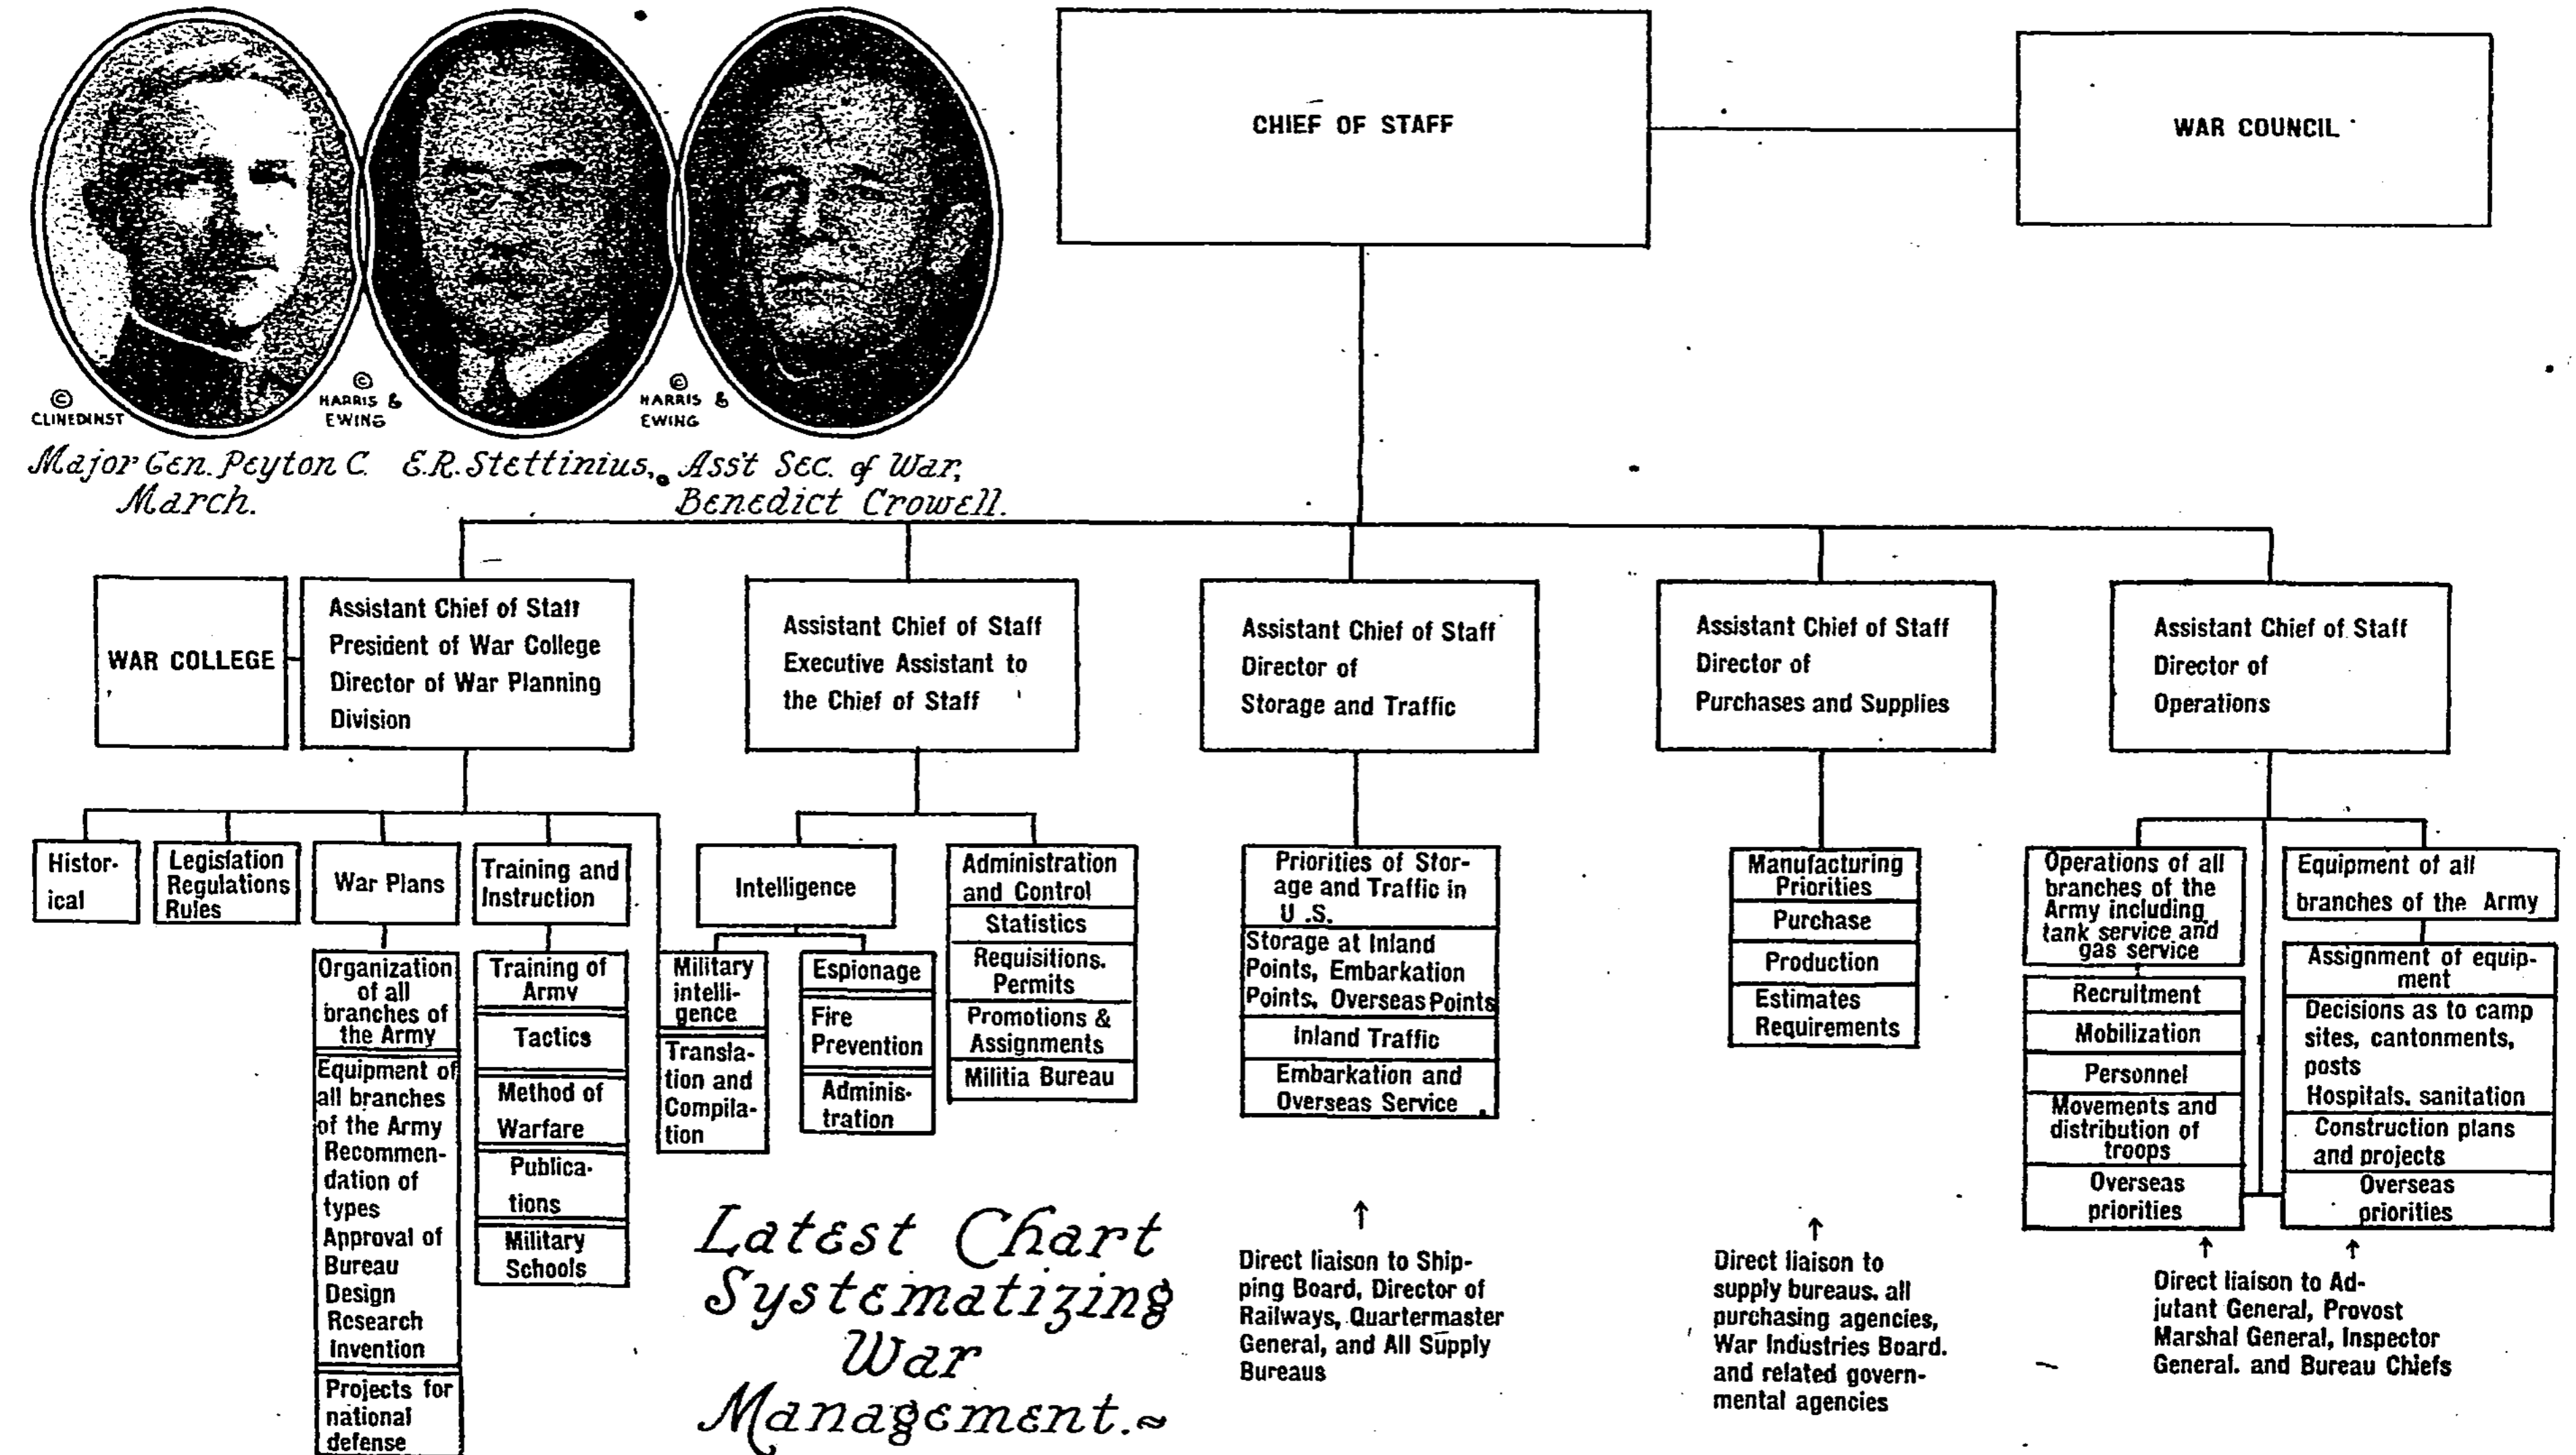 CHIEF OF STAFF
WAR COUNCIL
©
CLINEDINST
©
HARRIS &
EWING
©
HARRIS &
EWING
Major Gen. Peyton C.
March.
E.R. Stettinius,
Ass't Sec. of War,
Benedict Crowell.
WAR COLLEGE
Assistant Chief of Staff
President of War College
Director of War Planning
Division
Assistant Chief of Staff
Executive Assistant to
the Chief of Staff
Assistant Chief of Staff
Director of
Storage and Traffic
Assistant Chief of Staff
Director of
Purchases and Supplies
Assistant Chief of Staff
Director of
Operations
Histor-
ical
Legislation
Regulations
Rules
War Plans
Organization
of all
branches of
the Army
Equipment of
all branches
of the Army
Recommen-
dation of
types
Approval of
Bureau
Design
Research
Invention
Projects for
national
defense
Training and
Instruction
Training of
Army
Tactics
Method of
Warfare
Publica-
tions
Military
Schools
Intelligence
Military
intelli-
gence
Transla-
tion and
Compila-
tion
Espionage
Fire
Prevention
Adminis-
tration
Administration
and Control
Statistics
Requisitions.
Permits
Promotions &
Assignments
Militia Bureau
Priorities of Stor-
age and Traffic in
U .S.
Storage at Inland
Points, Embarkation
Points, Overseas Points
Inland Traffic
Embarkation and
Overseas Service
Direct liaison to Ship-
ping Board, Director of
Railways, Quartermaster
General, and All Supply
Bureaus
Manufacturing
Priorities
Purchase
Production
Estimates
Requirements
Direct liaison to
supply bureaus. all
purchasing agencies,
War Industries Board.
and related govern-
mental agencies
Operations of all
branches of the
Army including
tank service and
gas service
Recruitment
Mobilization
Personnel
Movements and
distribution of
troops
Overseas
priorities
Equipment of all
branches of the Army
Assignment of equip-
ment
Decisions as to camp
sites, cantonments,
posts
Hospitals. sanitation
Construction plans
and projects
Overseas
priorities
Direct liaison to Ad-
jutant General, Provost
Marshal General, Inspector
General. and Bureau Chiefs
Latest Chart
Systematizing
War
Management.~